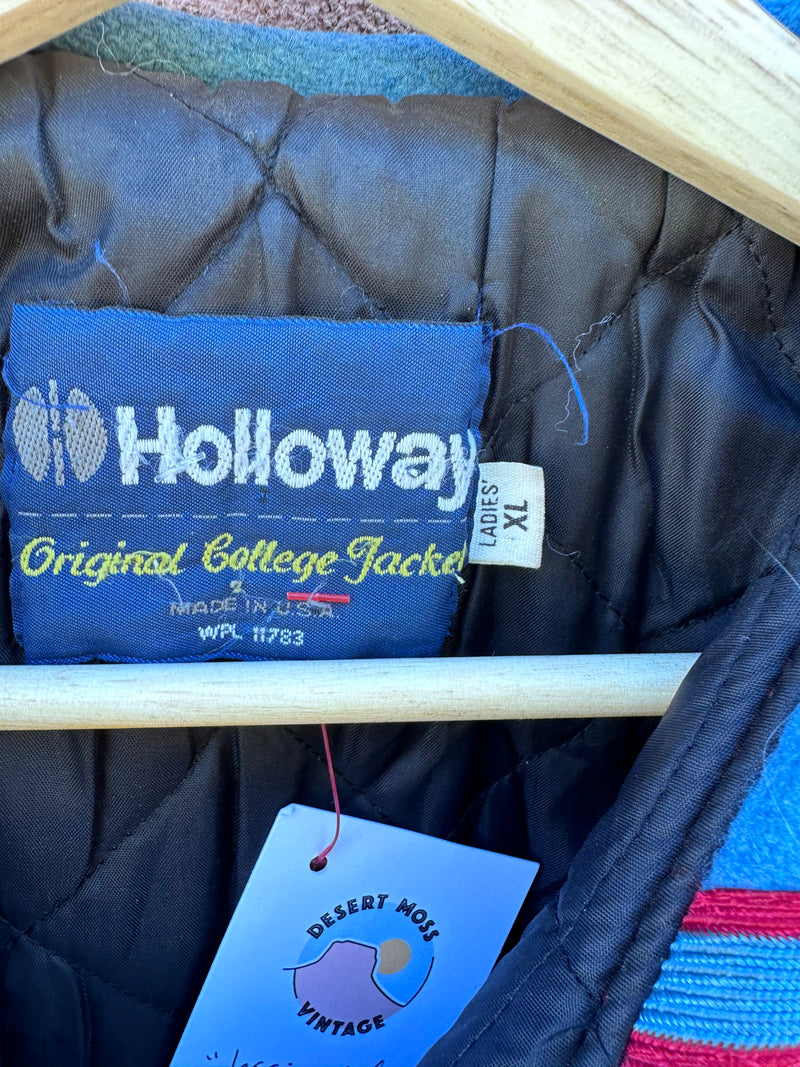 Holloway
Original College Jacket
MADE IN U.S.A.
WPL 11783
LADIES'
XL
DESERT MOSS
VINTAGE